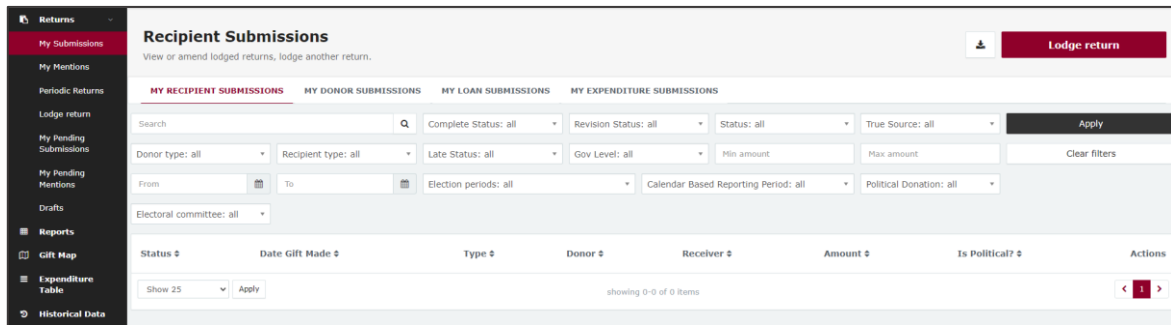 Returns
My Submissions
My Mentions
Periodic Returns
Lodge return
My Pending
Submissions
My Pending
Mentions
Drafts
Reports
Gift Map
Expenditure
Table
Historical Data
Recipient Submissions
View or amend lodged returns, lodge another return.
Lodge return
MY RECIPIENT SUBMISSIONS MY DONOR SUBMISSIONS MY LOAN SUBMISSIONS MY EXPENDITURE SUBMISSIONS
Search Complete Status: all Revision Status: all Status: all True Source: all Apply
Donor type: all Recipient type: all Late Status: all Gov Level: all Min amount Max amount Clear filters
From To Election periods: all Calendar Based Reporting Period: all Political Donation: all
Electoral committee: all
Status Date Gift Made Type Donor Receiver Amount Is Political? Actions
Show 25 Apply showing 0-0 of 0 items < 1 >